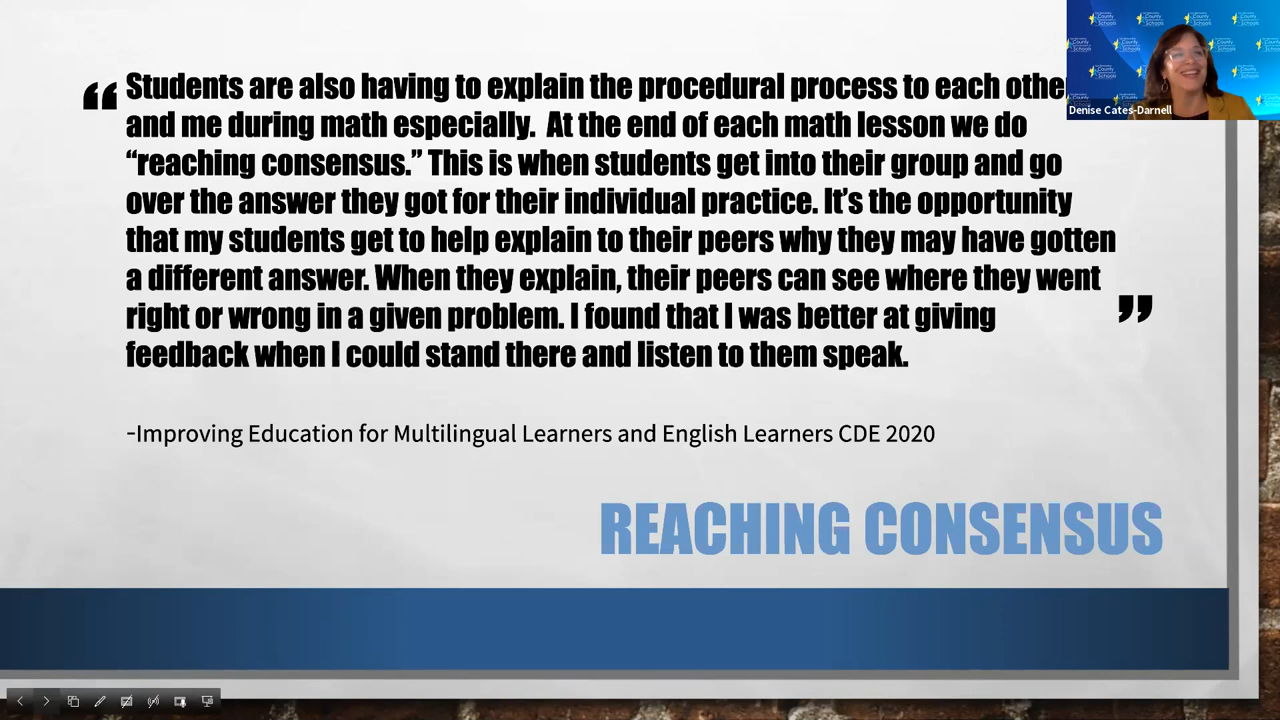 “ Students are also having to explain the procedural process to each othe
and me during math especially.  At the end of each math lesson we do
“reaching consensus.” This is when students get into their group and go
over the answer they got for their individual practice. It’s the opportunity
that my students get to help explain to their peers why they may have gotten
a different answer. When they explain, their peers can see where they went
right or wrong in a given problem. I found that I was better at giving ”
feedback when I could stand there and listen to them speak.
-Improving Education for Multilingual Learners and English Learners CDE 2020
REACHING CONSENSUS
County
Schools
Denise Cates-Darnell